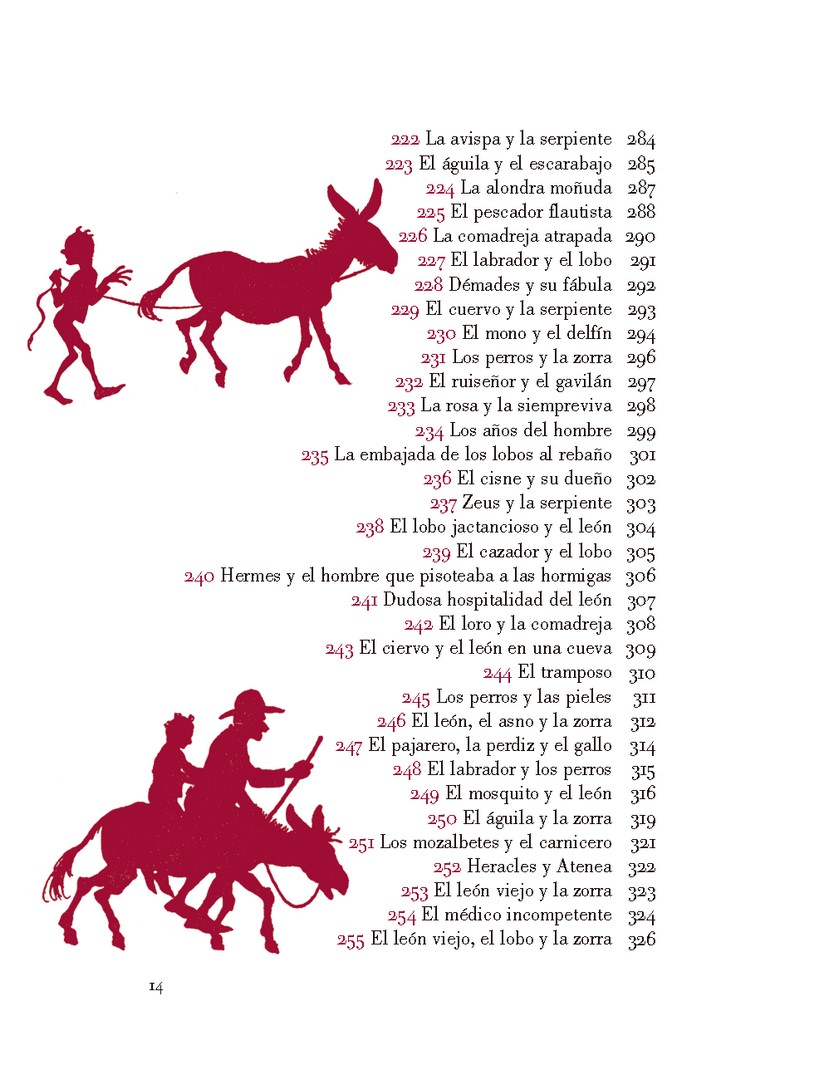 222 La avispa y la serpiente 284
223 El águila y el escarabajo 285
224 La alondra moñuda 287
225 El pescador flautista 288
226 La comadreja atrapada 290
227 El labrador y el lobo 291
228 Démades y su fábula 292
229 El cuervo y la serpiente 293
230 El mono y el delfín 294
231 Los perros y la zorra 296
232 El ruiseñor y el gavilán 297
233 La rosa y la siempreviva 298
234 Los años del hombre 299
235 La embajada de los lobos al rebaño 301
236 El cisne y su dueño 302
237 Zeus y la serpiente 303
238 El lobo jactancioso y el león 304
239 El cazador y el lobo 305
240 Hermes y el hombre que pisoteaba a las hormigas 306
241 Dudosa hospitalidad del león 307
242 El loro y la comadreja 308
243 El ciervo y el león en una cueva 309
244 El tramposo 310
245 Los perros y las pieles 311
246 El león, el asno y la zorra 312
247 El pajarero, la perdiz y el gallo 314
248 El labrador y los perros 315
249 El mosquito y el león 316
250 El águila y la zorra 319
251 Los mozalbetes y el carnicero 321
252 Heracles y Atenea 322
253 El león viejo y la zorra 323
254 El médico incompetente 324
255 El león viejo, el lobo y la zorra 326
14